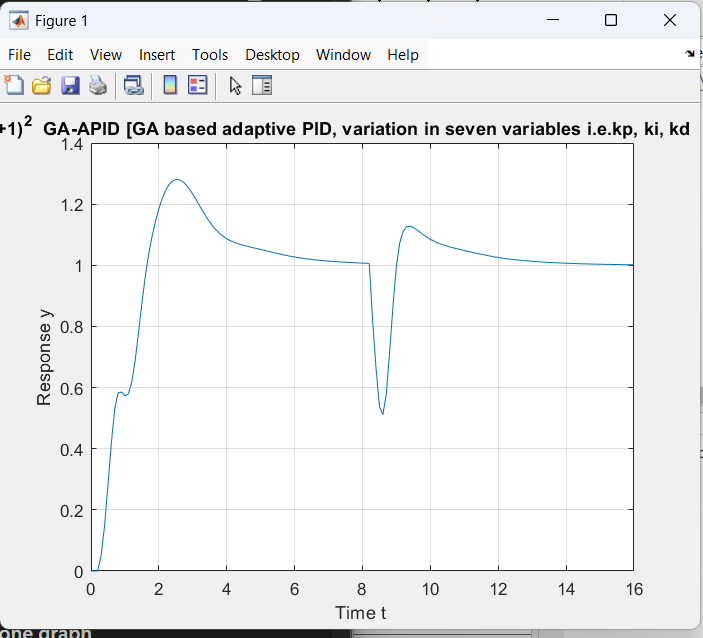 Figure 1
File Edit View Insert Tools Desktop Window Help
+1)2 GA-APID [GA based adaptive PID, variation in seven variables i.e.kp, ki, kd
1.4
1.2
1
0.8
0.6
0.4
0.2
0
Response y
0 2 4 6 8 10 12 14 16
Time t
one graph